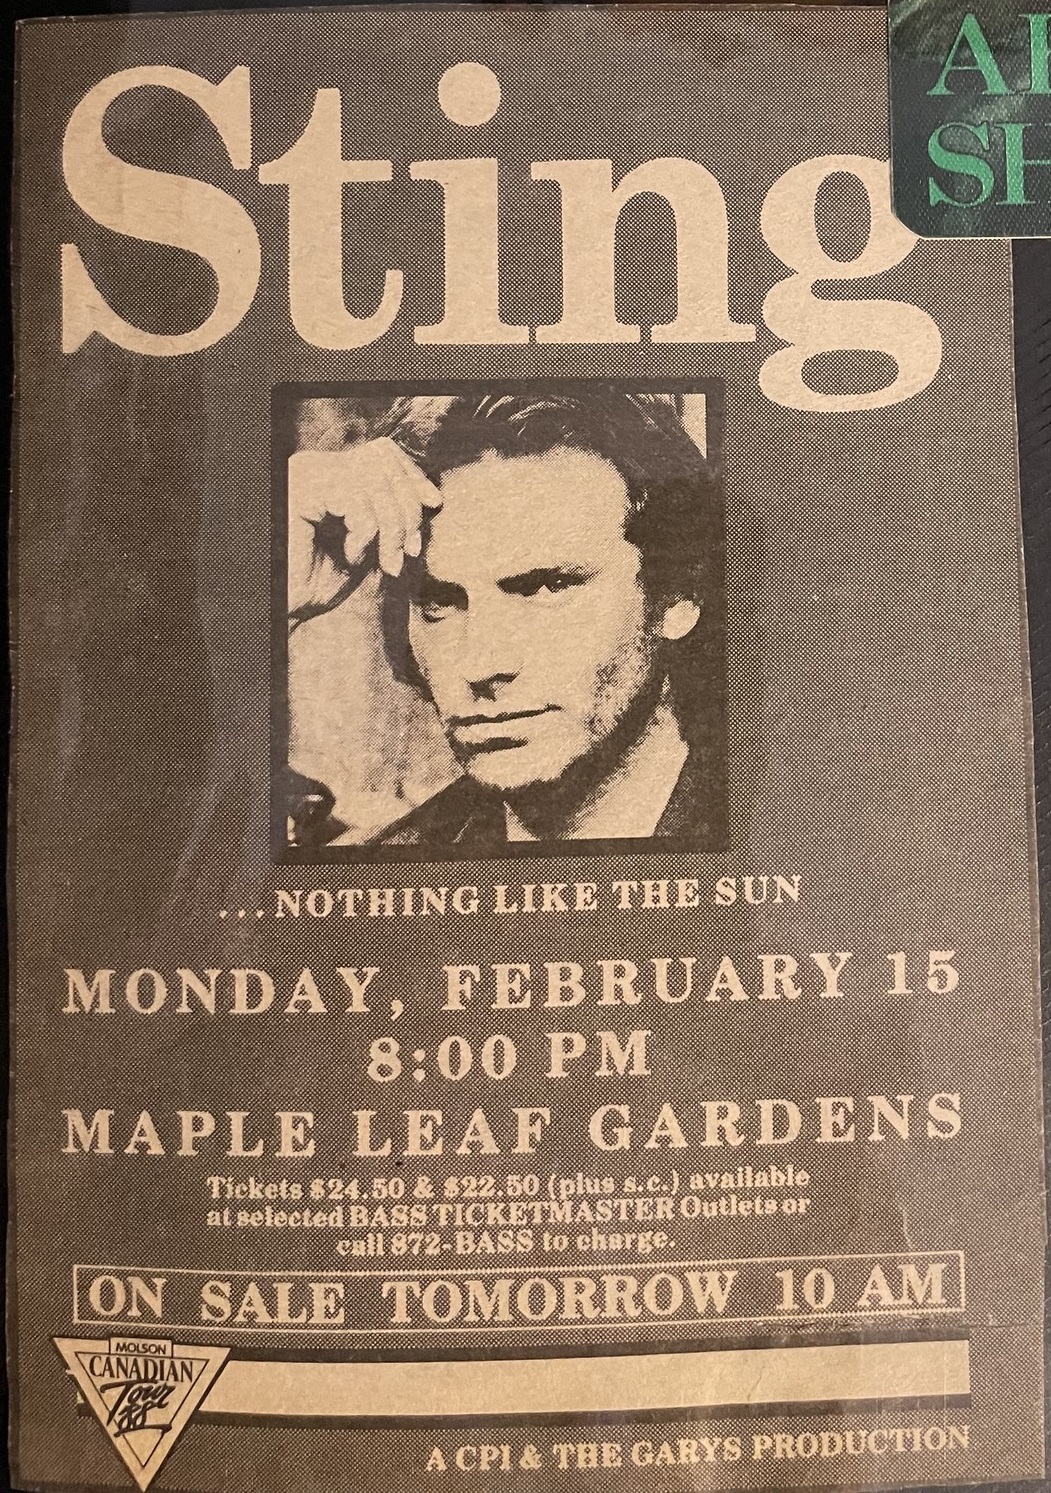 Sting
...NOTHING LIKE THE SUN
MONDAY, FEBRUARY 15
8:00 PM
MAPLE LEAF GARDENS
Tickets $24.50 & $22.50 (plus s.c.) available
at selected BASS TICKETMASTER Outlets or
call 872-BASS to charge.
ON SALE TOMORROW 10 AM
MOLSON
CANADIAN
Tour
88
A CPI & THE GARYS PRODUCTION
SH